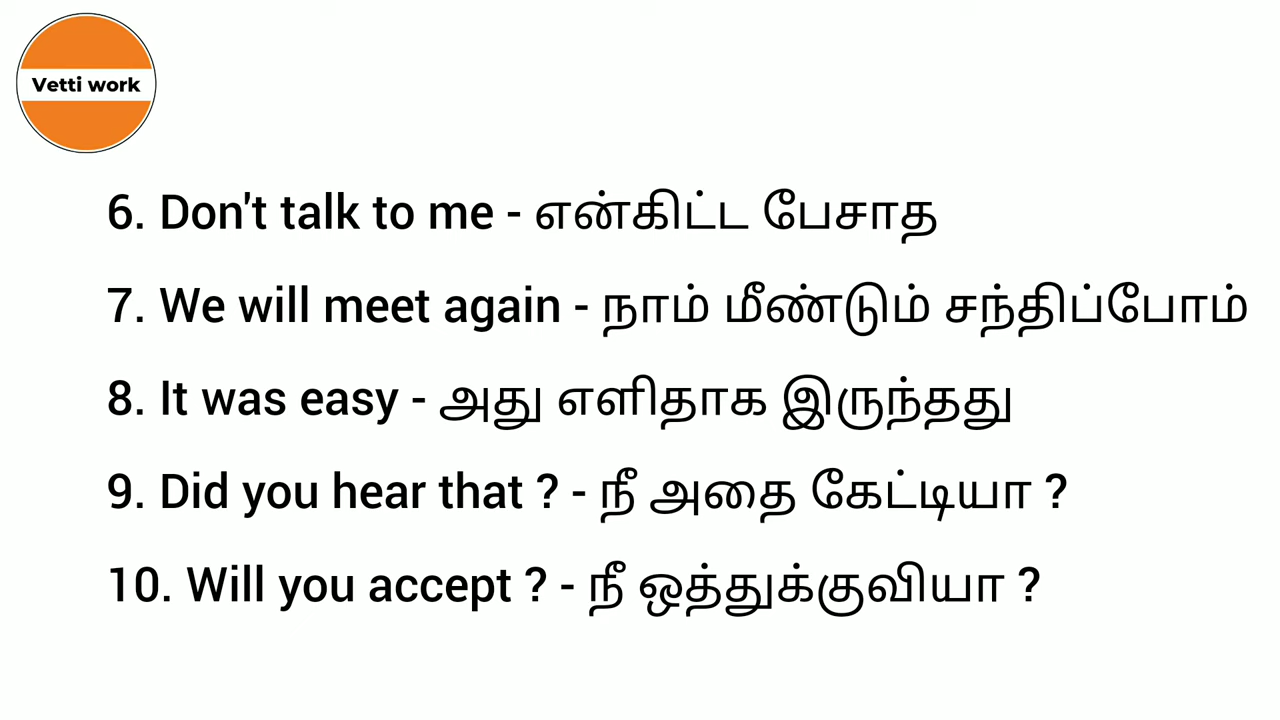 Vetti work
6. Don't talk to me - என்கிட்ட பேசாத
7. We will meet again - நாம் மீண்டும் சந்திப்போம்
8. It was easy - அது எளிதாக இருந்தது
9. Did you hear that ? - நீ அதை கேட்டியா ?
10. Will you accept ? - நீ ஒத்துக்குவியா ?